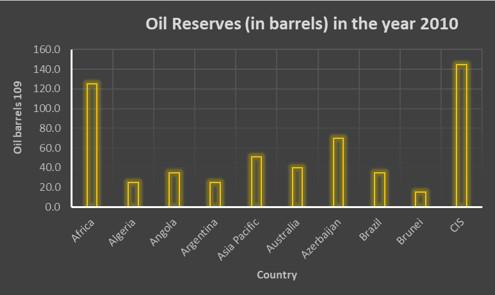 Oil Reserves (in barrels) in the year 2010
160.0
140.0
120.0
100.0
80.0
60.0
40.0
20.0
0.0
Oil barrels 109
Africa
Algeria
Angola
Argentina
Asia Pacific
Australia
Azerbaijan
Brazil
Brunei
CIS
Country